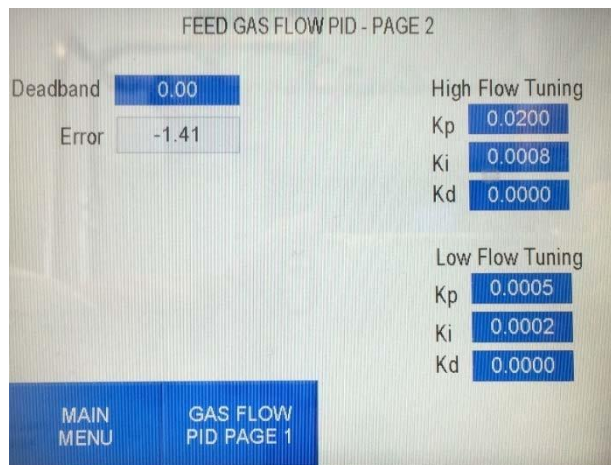 FEED GAS FLOW PID - PAGE 2
Deadband 0.00
Error -1.41
High Flow Tuning
Kp 0.0200
Ki 0.0008
Kd 0.0000
Low Flow Tuning
Kp 0.0005
Ki 0.0002
Kd 0.0000
MAIN
MENU
GAS FLOW
PID PAGE 1